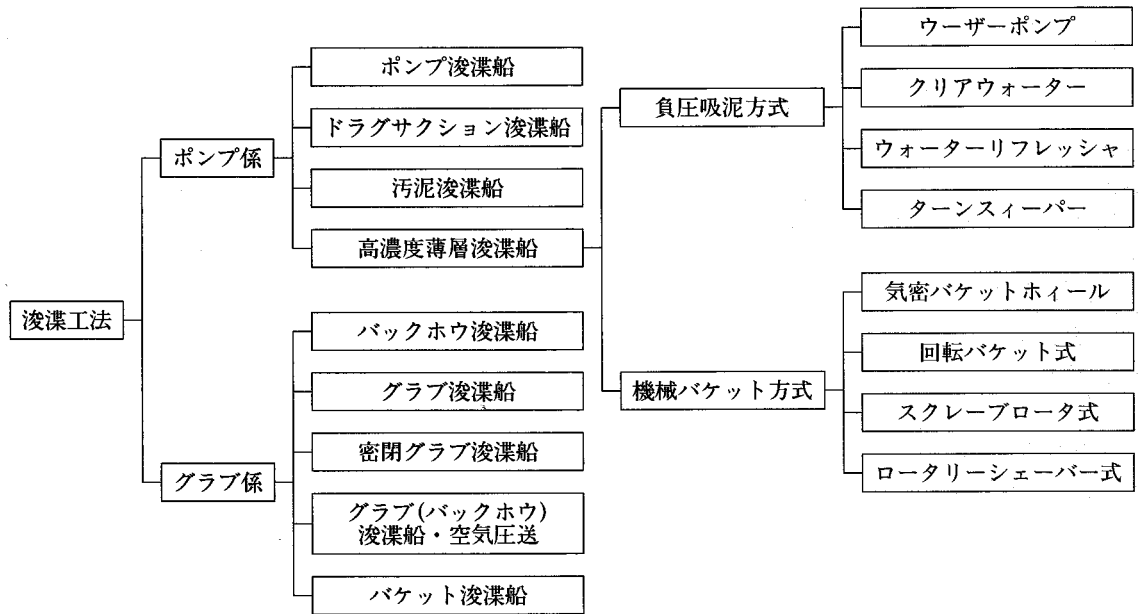 浚渫工法
ポンプ係
ポンプ浚渫船
ドラグサクション浚渫船
汚泥浚渫船
高濃度薄層浚渫船
負圧吸泥方式
ウーザーポンプ
クリアウォーター
ウォーターリフレッシャ
ターンスィーパー
機械バケット方式
気密バケットホィール
回転バケット式
スクレーブロータ式
ロータリーシェーバー式
グラブ係
バックホウ浚渫船
グラブ浚渫船
密閉グラブ浚渫船
グラブ(バックホウ)
浚渫船・空気圧送
バケット浚渫船